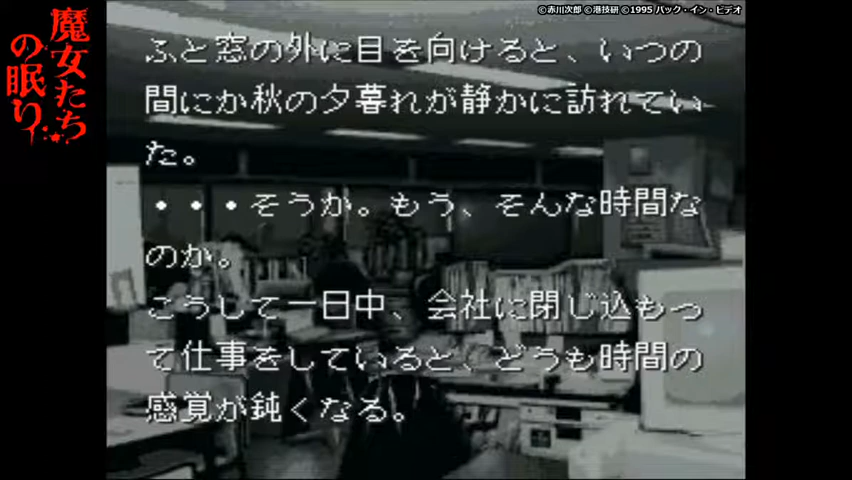 ©赤川次郎 ©港技研 ©1995 パック・イン・ビデオ
魔女たち
の眠り
ふと窓の外に目を向けると、いつの
間にか秋の夕暮れが静かに訪れてい
た。
・・・そうか。もう、そんな時間な
のか。
こうして一日中、会社に閉じ込もっ
て仕事をしていると、どうも時間の
感覚が鈍くなる。